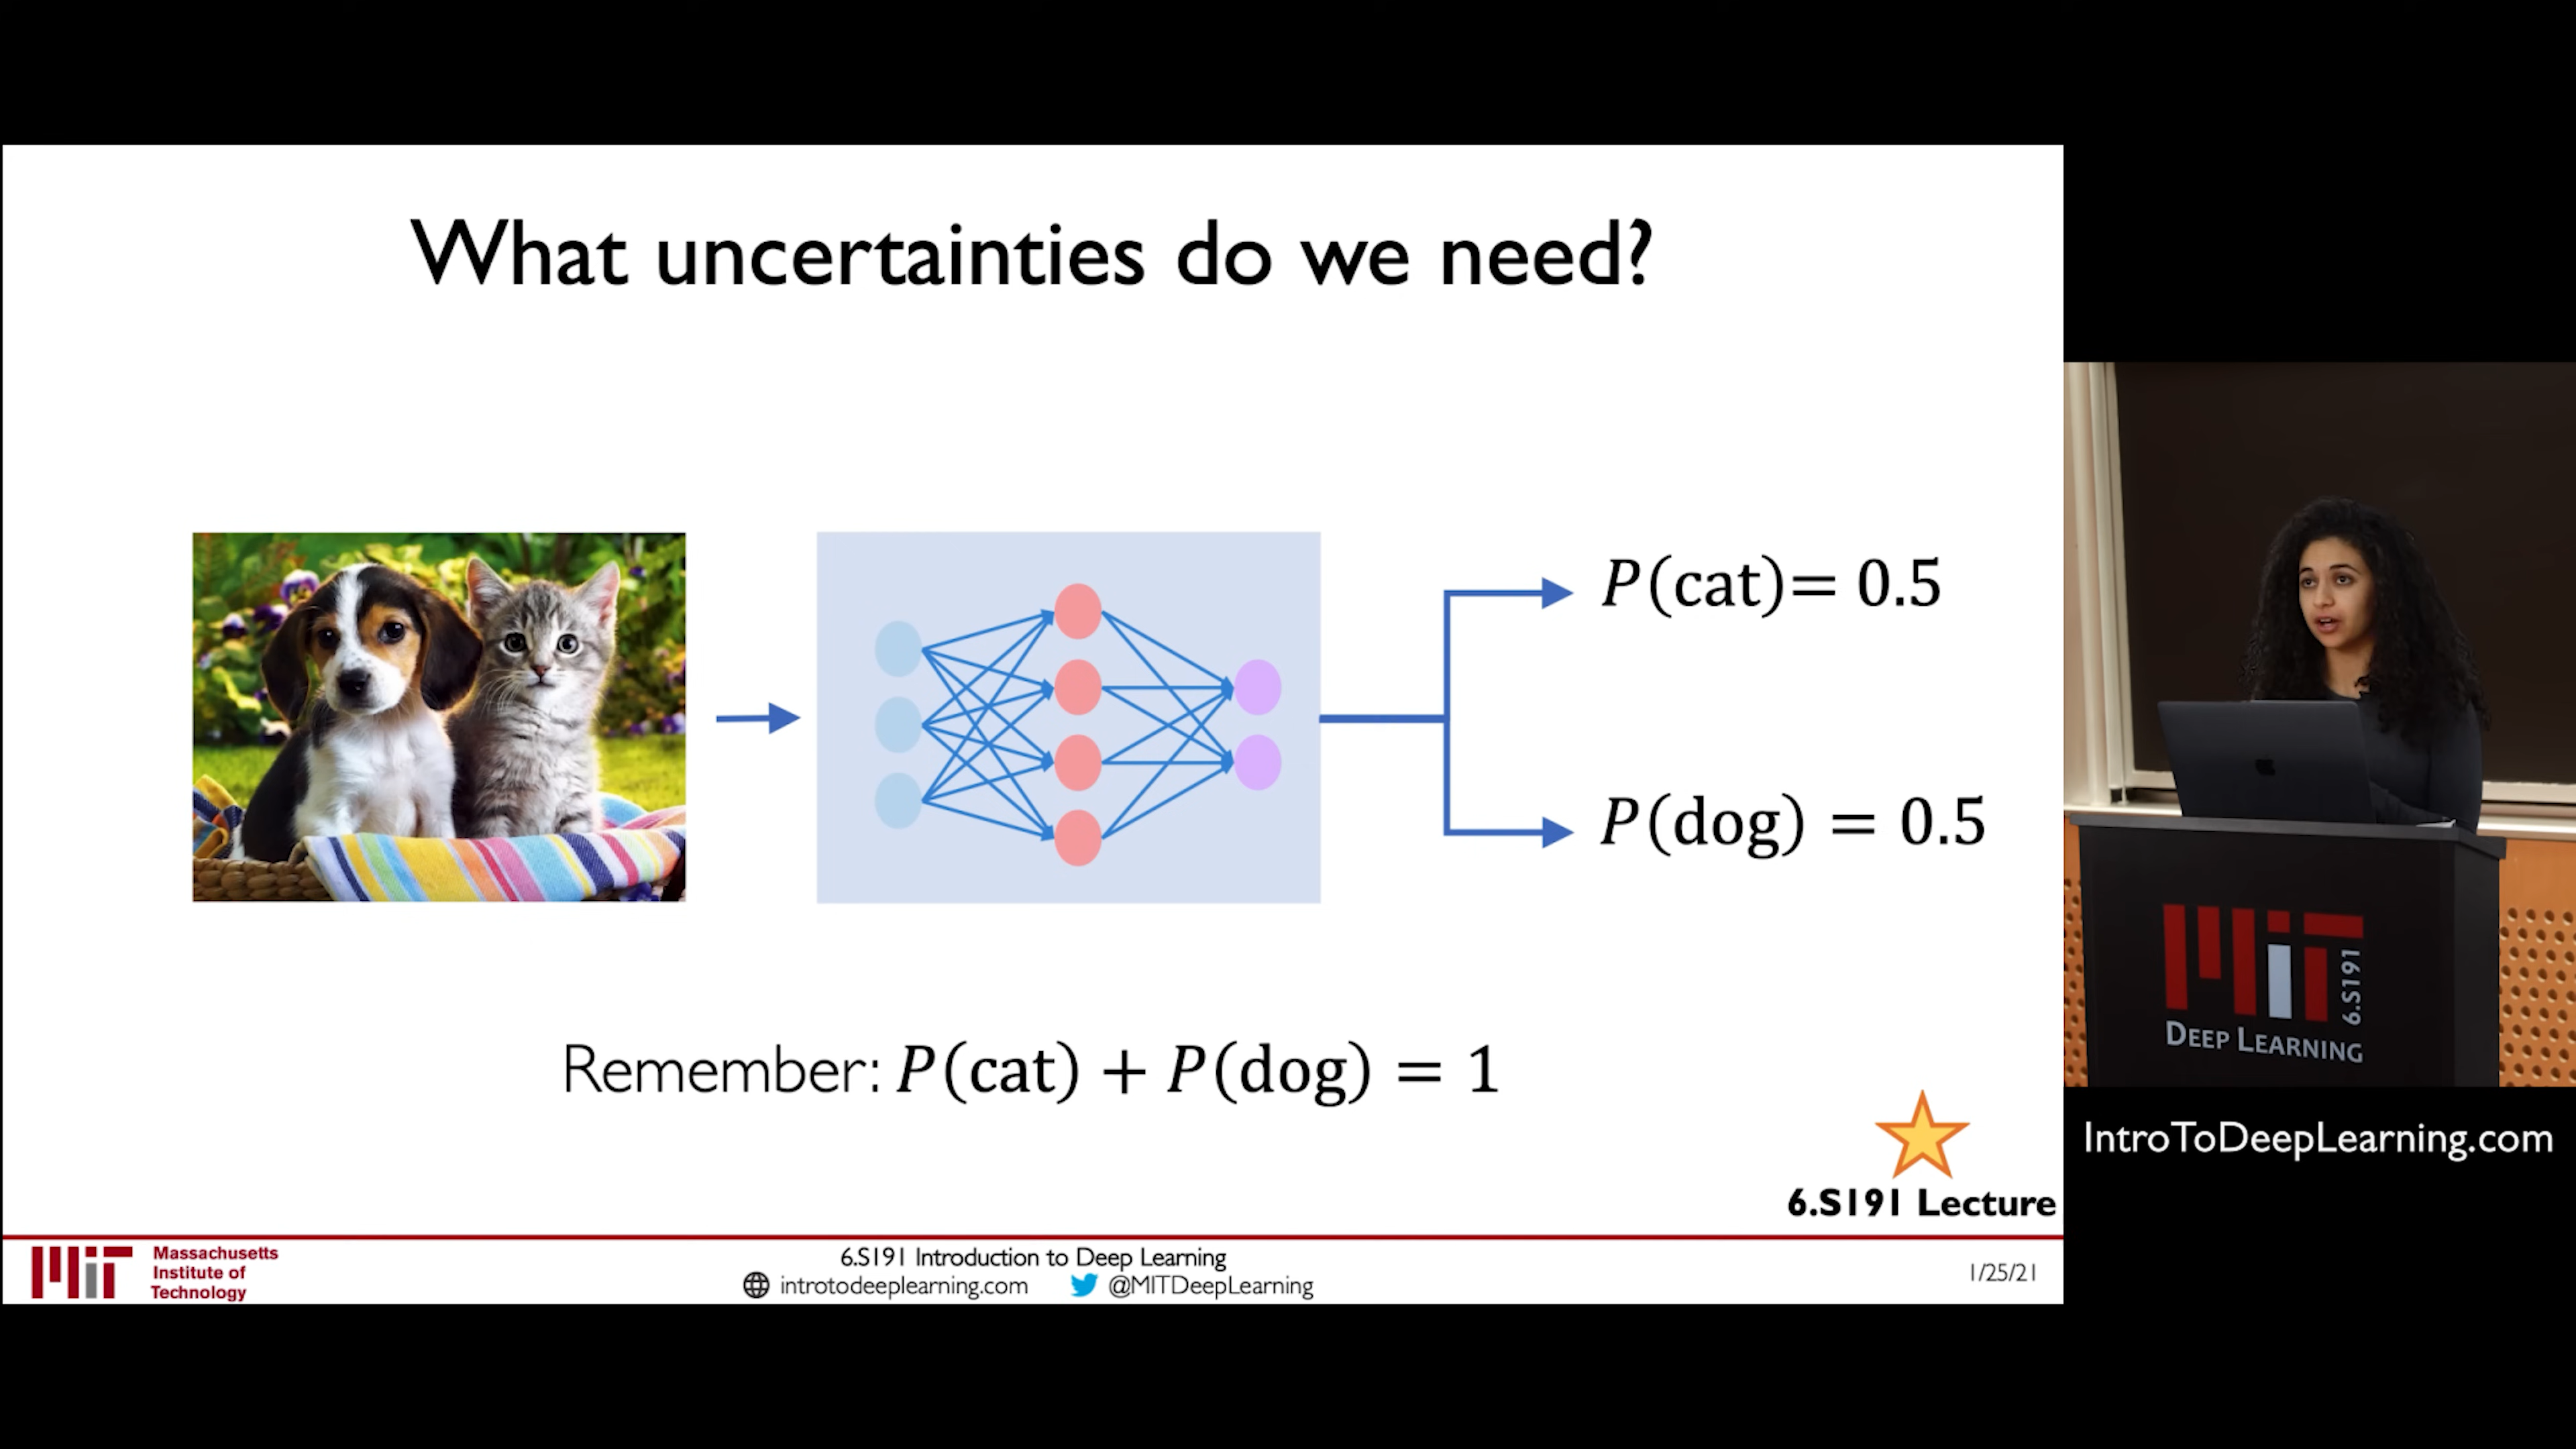 What uncertainties do we need?
P(cat)= 0.5
P(dog) = 0.5
Remember: P(cat) + P(dog) = 1
6.S191 Lecture
Massachusetts
Institute of
Technology
6.S191 Introduction to Deep Learning
introtodeeplearning.com @MITDeepLearning
1/25/21
MIT
6.S191
DEEP LEARNING
IntroToDeepLearning.com